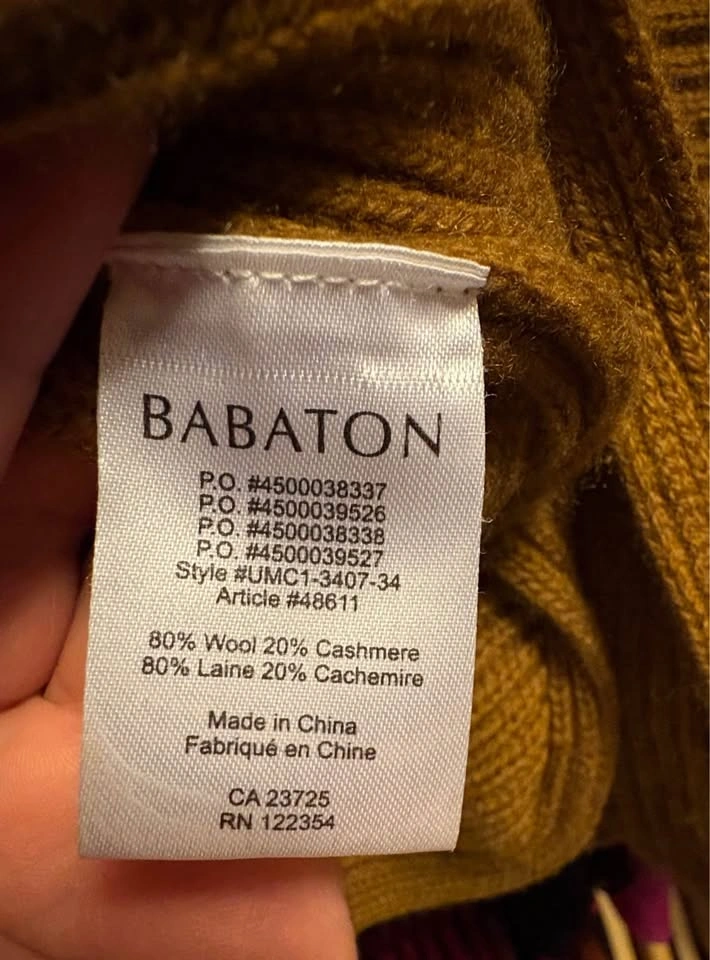 BABATON
P.O. #4500038337
P.O. #4500039526
P.O. #4500038338
P.O. #4500039527
Style #UMC1-3407-34
Article #48611
80% Wool 20% Cashmere
80% Laine 20% Cachemire
Made in China
Fabriqué en Chine
CA 23725
RN 122354